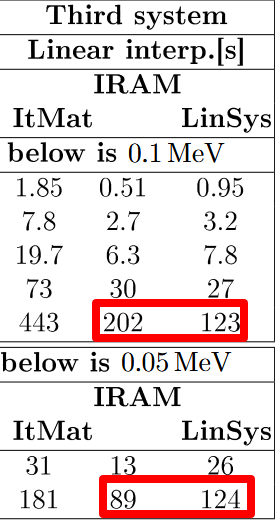 Third system
Linear interp.[s]
IRAM
ItMat LinSys
below is 0.1 MeV
1.85 0.51 0.95
7.8 2.7 3.2
19.7 6.3 7.8
73 30 27
443 202 123
below is 0.05 MeV
IRAM
ItMat LinSys
31 13 26
181 89 124